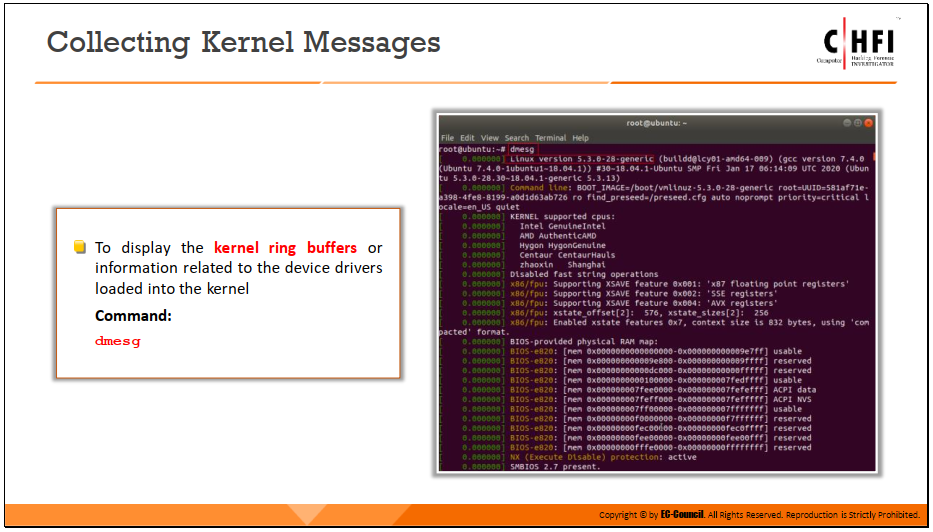 Collecting Kernel Messages
CHFI
Computer Hacking Forensic
INVESTIGATOR
To display the kernel ring buffers or
information related to the device drivers
loaded into the kernel
Command:
dmesg
root@ubuntu: ~
File Edit View Search Terminal Help
root@ubuntu:~# dmesg
[    0.000000] Linux version 5.3.0-28-generic (buildd@lcy01-amd64-009) (gcc version 7.4.0
(Ubuntu 7.4.0-1ubuntu1~18.04.1)) #30~18.04.1-Ubuntu SMP Fri Jan 17 06:14:09 UTC 2020 (Ubun
tu 5.3.0-28.30~18.04.1-generic 5.3.13)
[    0.000000] Command line: BOOT_IMAGE=/boot/vmlinuz-5.3.0-28-generic root=UUID=581af71e-
a398-4fe8-8199-a0d1d63ab726 ro find_preseed=/preseed.cfg auto noprompt priority=critical l
ocale=en_US quiet
[    0.000000] KERNEL supported cpus:
[    0.000000]   Intel GenuineIntel
[    0.000000]   AMD AuthenticAMD
[    0.000000]   Hygon HygonGenuine
[    0.000000]   Centaur CentaurHauls
[    0.000000]   zhaoxin   Shanghai
[    0.000000] Disabled fast string operations
[    0.000000] x86/fpu: Supporting XSAVE feature 0x001: 'x87 floating point registers'
[    0.000000] x86/fpu: Supporting XSAVE feature 0x002: 'SSE registers'
[    0.000000] x86/fpu: Supporting XSAVE feature 0x004: 'AVX registers'
[    0.000000] x86/fpu: xstate_offset[2]:  576, xstate_sizes[2]:  256
[    0.000000] x86/fpu: Enabled xstate features 0x7, context size is 832 bytes, using 'com
pacted' format.
[    0.000000] BIOS-provided physical RAM map:
[    0.000000] BIOS-e820: [mem 0x0000000000000000-0x000000000009e7ff] usable
[    0.000000] BIOS-e820: [mem 0x000000000009e800-0x000000000009ffff] reserved
[    0.000000] BIOS-e820: [mem 0x00000000000dc000-0x00000000000fffff] reserved
[    0.000000] BIOS-e820: [mem 0x0000000000100000-0x000000007fedffff] usable
[    0.000000] BIOS-e820: [mem 0x000000007fee0000-0x000000007fefefff] ACPI data
[    0.000000] BIOS-e820: [mem 0x000000007feff000-0x000000007fefffff] ACPI NVS
[    0.000000] BIOS-e820: [mem 0x000000007ff00000-0x000000007fffffff] usable
[    0.000000] BIOS-e820: [mem 0x00000000f0000000-0x00000000f7ffffff] reserved
[    0.000000] BIOS-e820: [mem 0x00000000fec00000-0x00000000fec0ffff] reserved
[    0.000000] BIOS-e820: [mem 0x00000000fee00000-0x00000000fee00fff] reserved
[    0.000000] BIOS-e820: [mem 0x00000000fffe0000-0x00000000ffffffff] reserved
[    0.000000] NX (Execute Disable) protection: active
[    0.000000] SMBIOS 2.7 present.
Copyright © by EC-Council. All Rights Reserved. Reproduction is Strictly Prohibited.